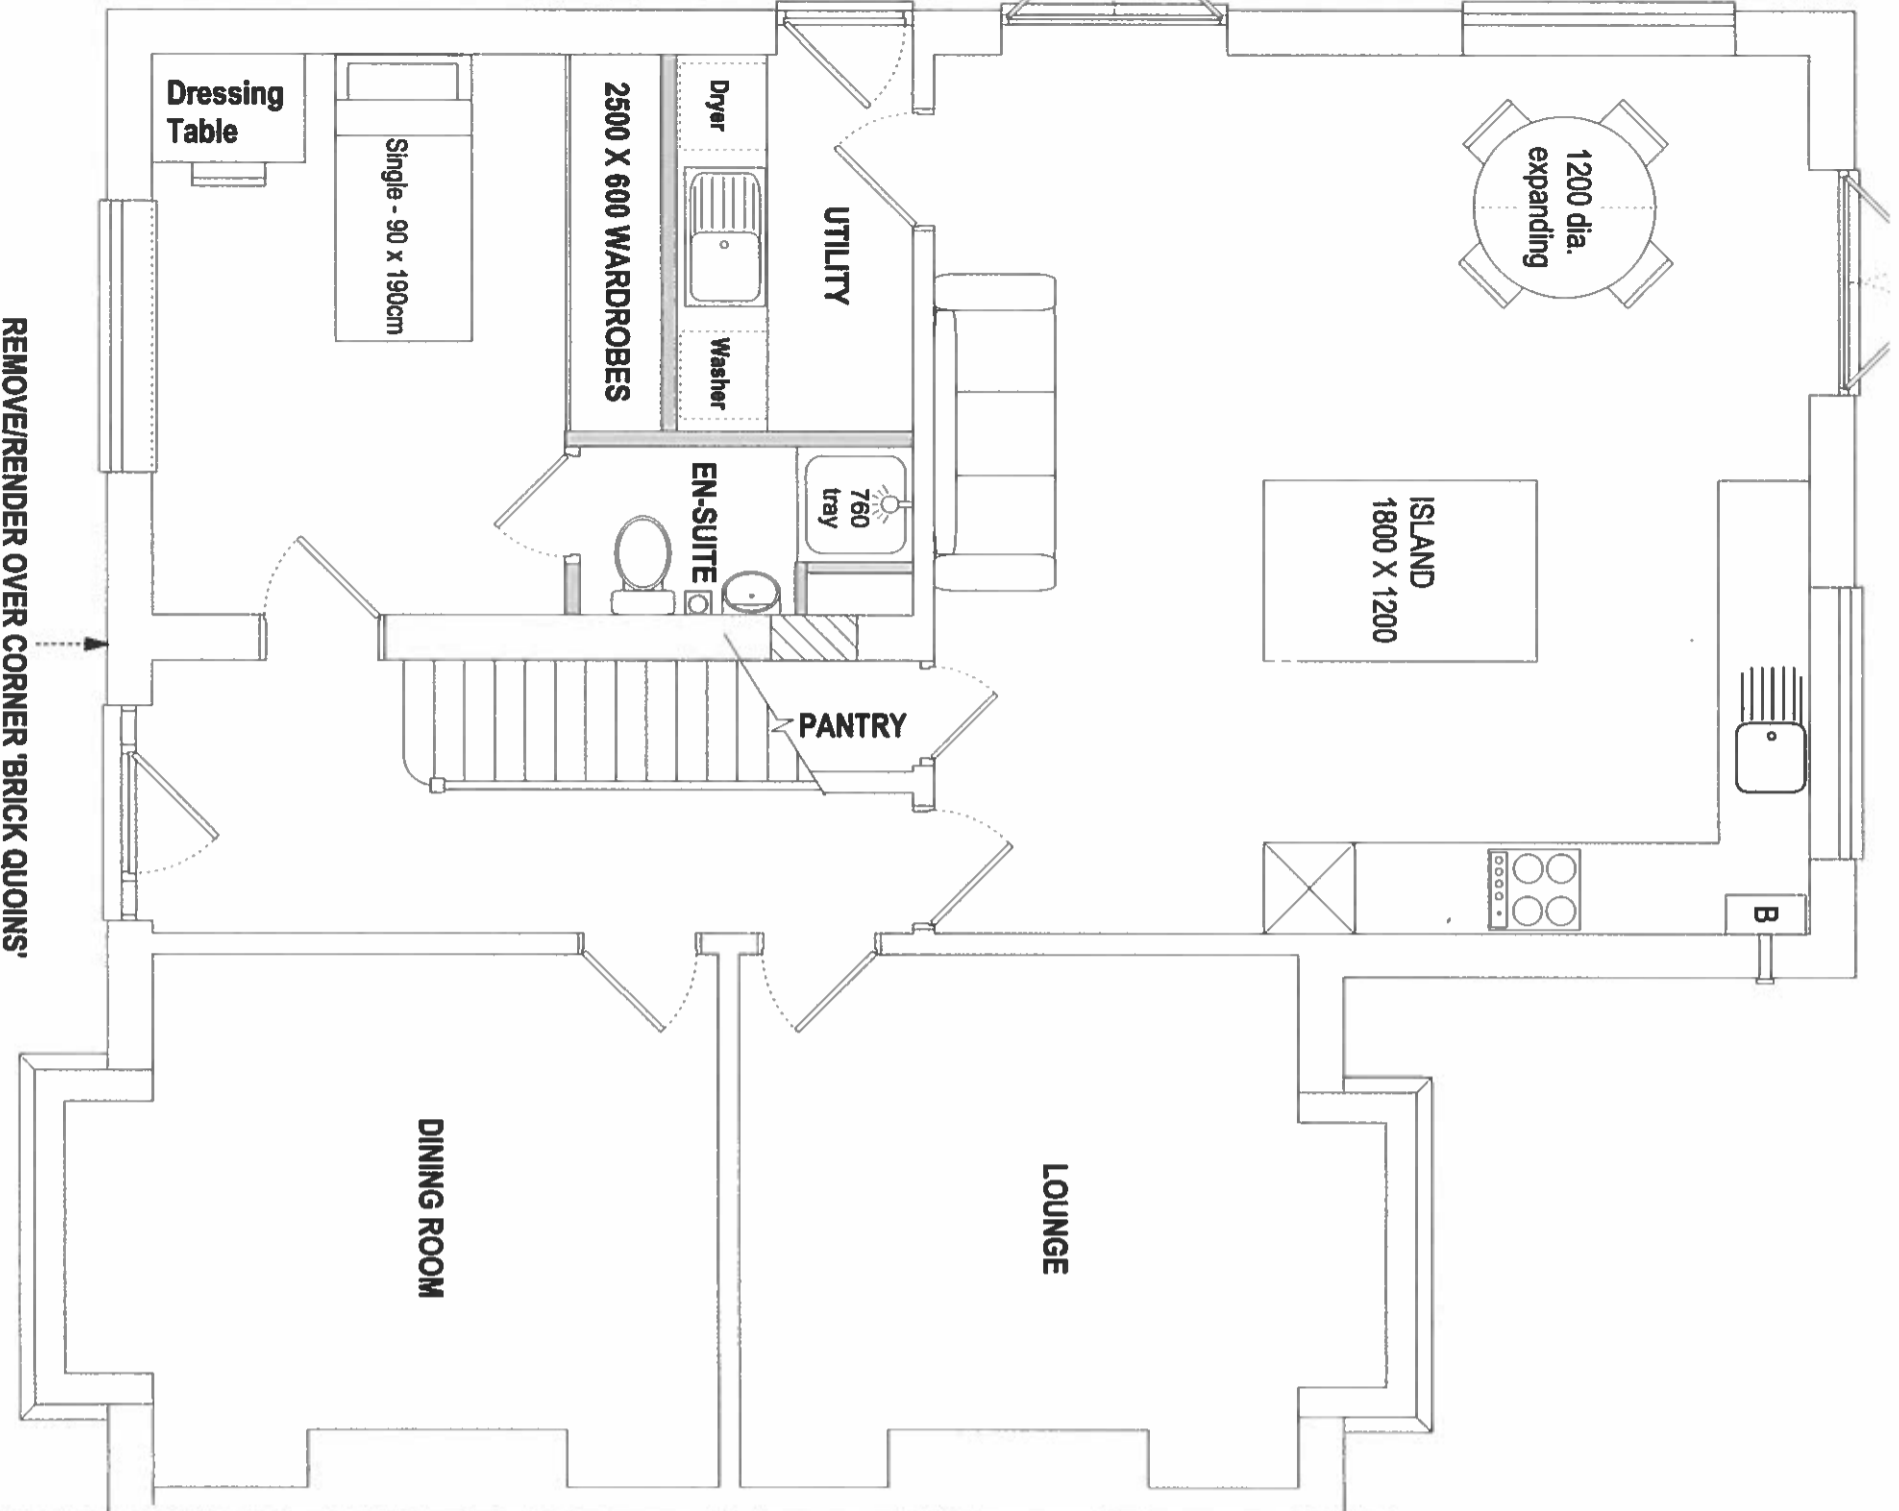 Dressing
Table
Single - 90 x 190cm
2500 X 600 WARDROBES
Dryer
Washer
UTILITY
1200 dia.
expanding
EN-SUITE
760
tray
ISLAND
1800 X 1200
PANTRY
B
REMOVE/RENDER OVER CORNER 'BRICK QUOINS'
DINING ROOM
LOUNGE